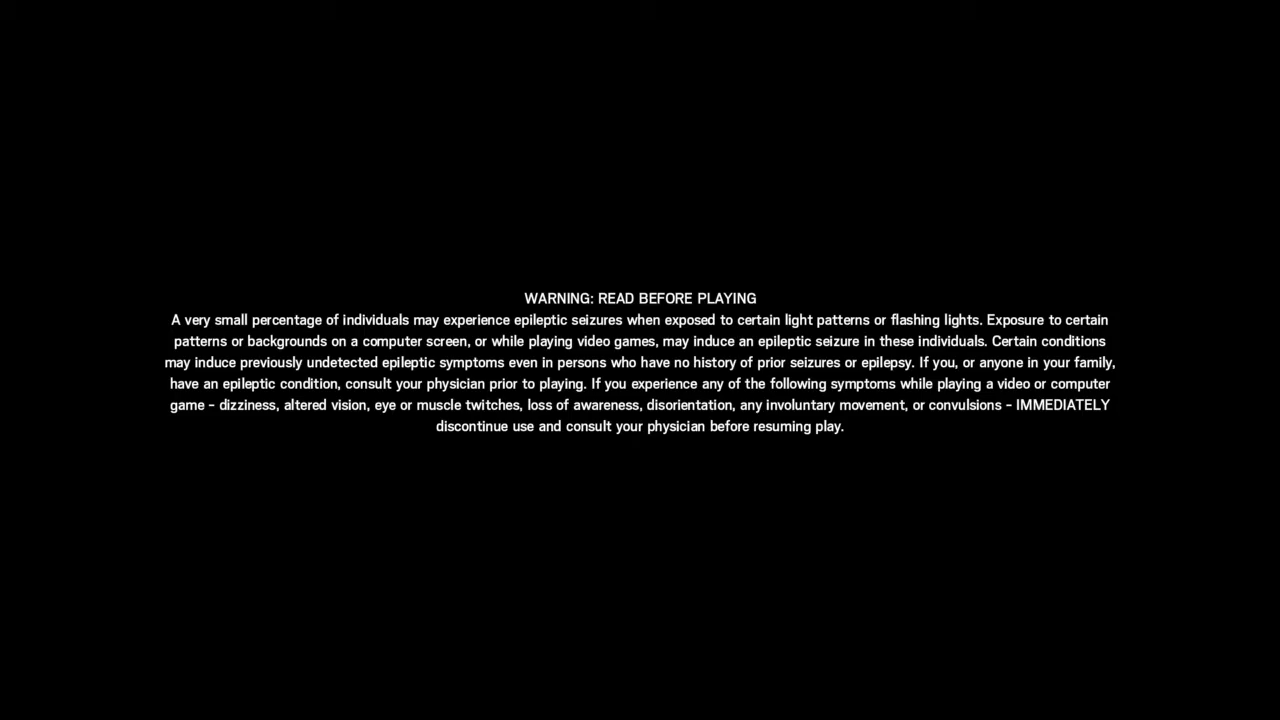 WARNING: READ BEFORE PLAYING
A very small percentage of individuals may experience epileptic seizures when exposed to certain light patterns or flashing lights. Exposure to certain
patterns or backgrounds on a computer screen, or while playing video games, may induce an epileptic seizure in these individuals. Certain conditions
may induce previously undetected epileptic symptoms even in persons who have no history of prior seizures or epilepsy. If you, or anyone in your family,
have an epileptic condition, consult your physician prior to playing. If you experience any of the following symptoms while playing a video or computer
game - dizziness, altered vision, eye or muscle twitches, loss of awareness, disorientation, any involuntary movement, or convulsions - IMMEDIATELY
discontinue use and consult your physician before resuming play.